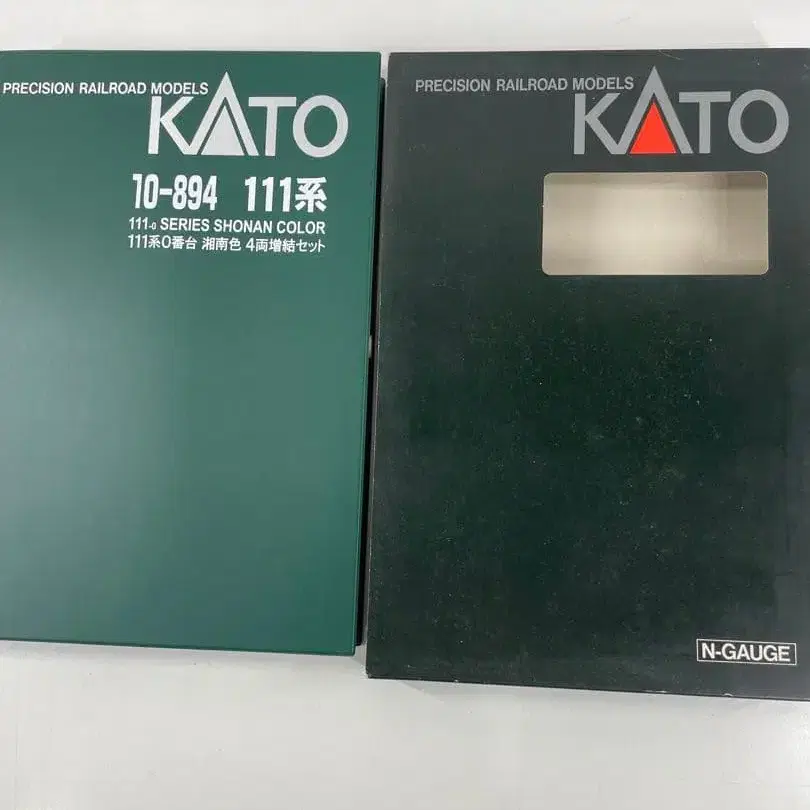 PRECISION RAILROAD MODELS
KATO
10-894 111系
111-0 SERIES SHONAN COLOR
111系0番台 湘南色 4両増結セット
PRECISION RAILROAD MODELS
KATO
N-GAUGE